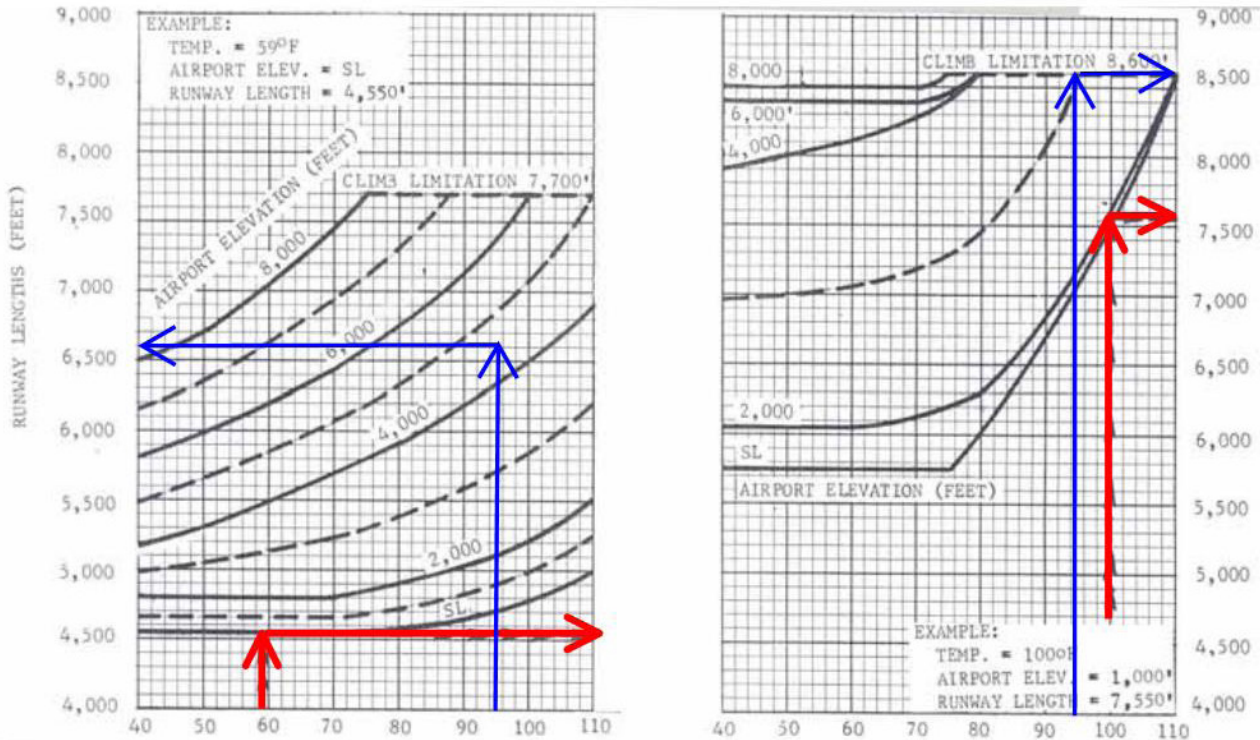 9,000
8,500
8,000
7,500
7,000
6,500
6,000
5,500
5,000
4,500
4,000
RUNWAY LENGTHS (FEET)
EXAMPLE:
TEMP. = 59°F
AIRPORT ELEV. = SL
RUNWAY LENGTH = 4,550'
CLIMB LIMITATION 7,700'
AIRPORT ELEVATION (FEET)
8,000
6,000
4,000
2,000
SL
40 50 60 70 80 90 100 110
CLIMB LIMITATION 8,600'
8,000
6,000'
4,000
2,000
SL
AIRPORT ELEVATION (FEET)
EXAMPLE:
TEMP. = 100°F
AIRPORT ELEV. = 1,000'
RUNWAY LENGTH = 7,550'
9,000
8,500
8,000
7,500
7,000
6,500
6,000
5,500
5,000
4,500
4,000
40 50 60 70 80 90 100 110